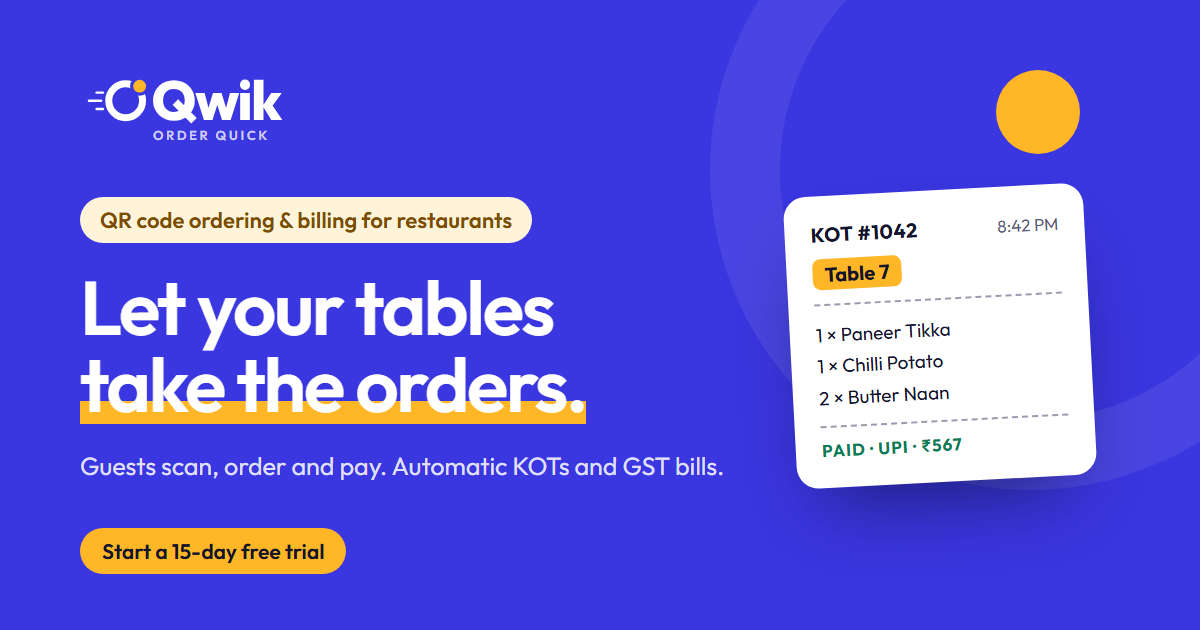 Qwik
ORDER QUICK
QR code ordering & billing for restaurants
Let your tables
take the orders.
Guests scan, order and pay. Automatic KOTs and GST bills.
Start a 15-day free trial
KOT #1042
8:42 PM
Table 7
1 × Paneer Tikka
1 × Chilli Potato
2 × Butter Naan
PAID · UPI · ₹567